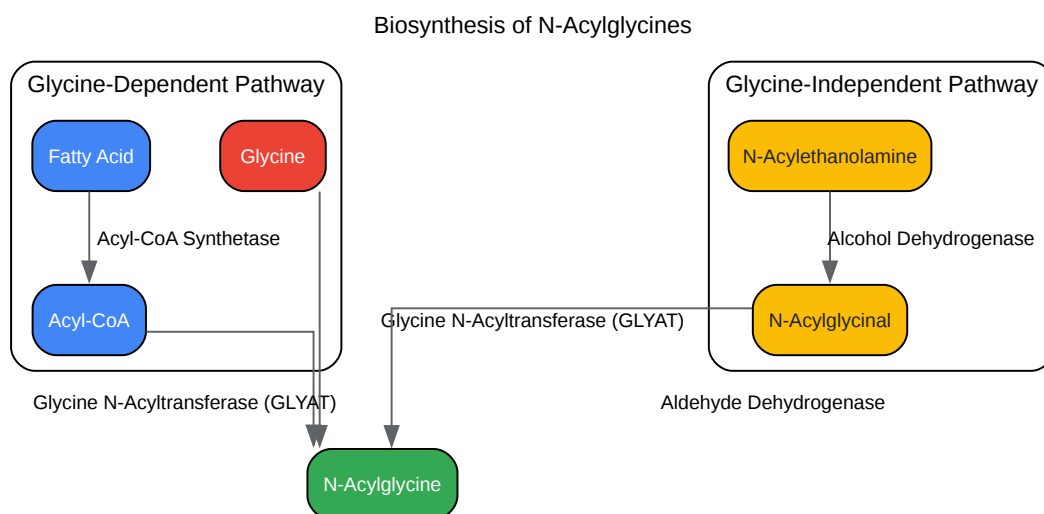 Biosynthesis of N-Acylglycines
Glycine-Dependent Pathway
Glycine-Independent Pathway
Fatty Acid
Glycine
N-Acylethanolamine
Acyl-CoA Synthetase
Alcohol Dehydrogenase
Acyl-CoA
Glycine N-Acyltransferase (GLYAT)
N-Acylglycinal
Glycine N-Acyltransferase (GLYAT)
Aldehyde Dehydrogenase
N-Acylglycine